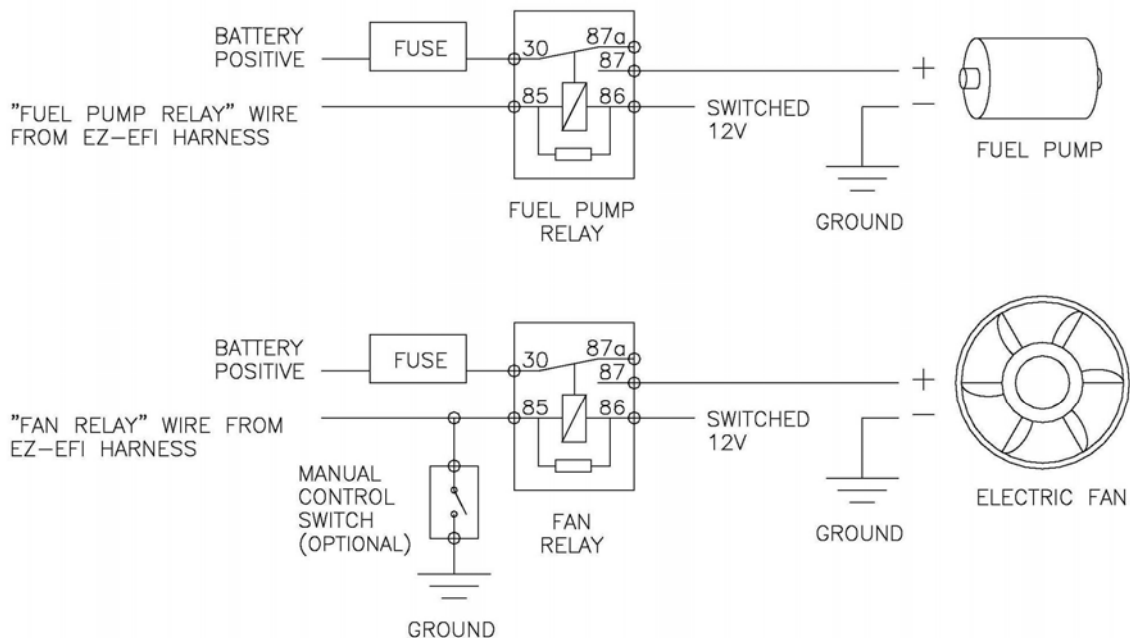 BATTERY
POSITIVE
FUSE
30
87a
87
85
86
"FUEL PUMP RELAY" WIRE
FROM EZ-EFI HARNESS
SWITCHED
12V
+
−
FUEL PUMP
FUEL PUMP
RELAY
GROUND
BATTERY
POSITIVE
FUSE
30
87a
87
85
86
"FAN RELAY" WIRE FROM
EZ-EFI HARNESS
SWITCHED
12V
+
−
MANUAL
CONTROL
SWITCH
(OPTIONAL)
FAN
RELAY
GROUND
ELECTRIC FAN
GROUND